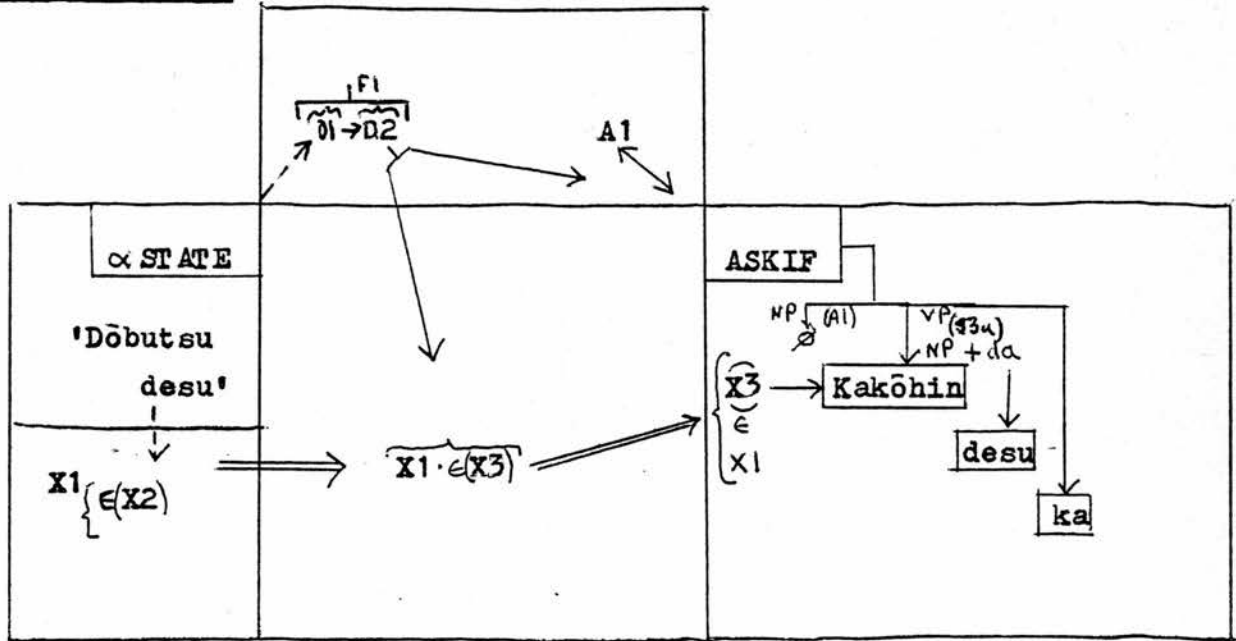 F1
D1→D2
A1
∝ STATE
ASKIF
NP (A1) VP
(§3u)
∅ NP + da
'Dōbutsu
desu'
X3 → Kakōhin
∈
X1
desu
X1 { ∈(X2)
X1·∈(X3)
ka